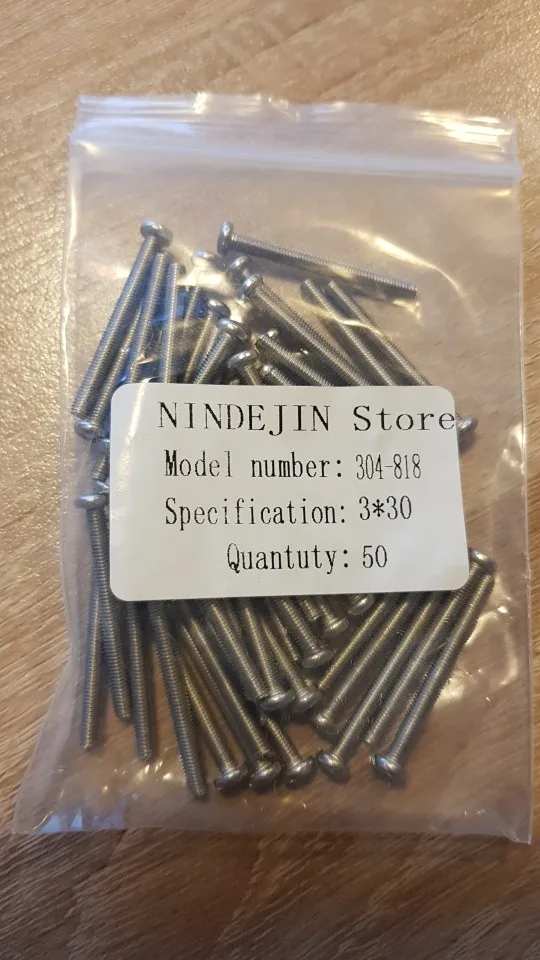 NINDEJIN Store
Model number: 304-818
Specification: 3*30
Quantuty: 50